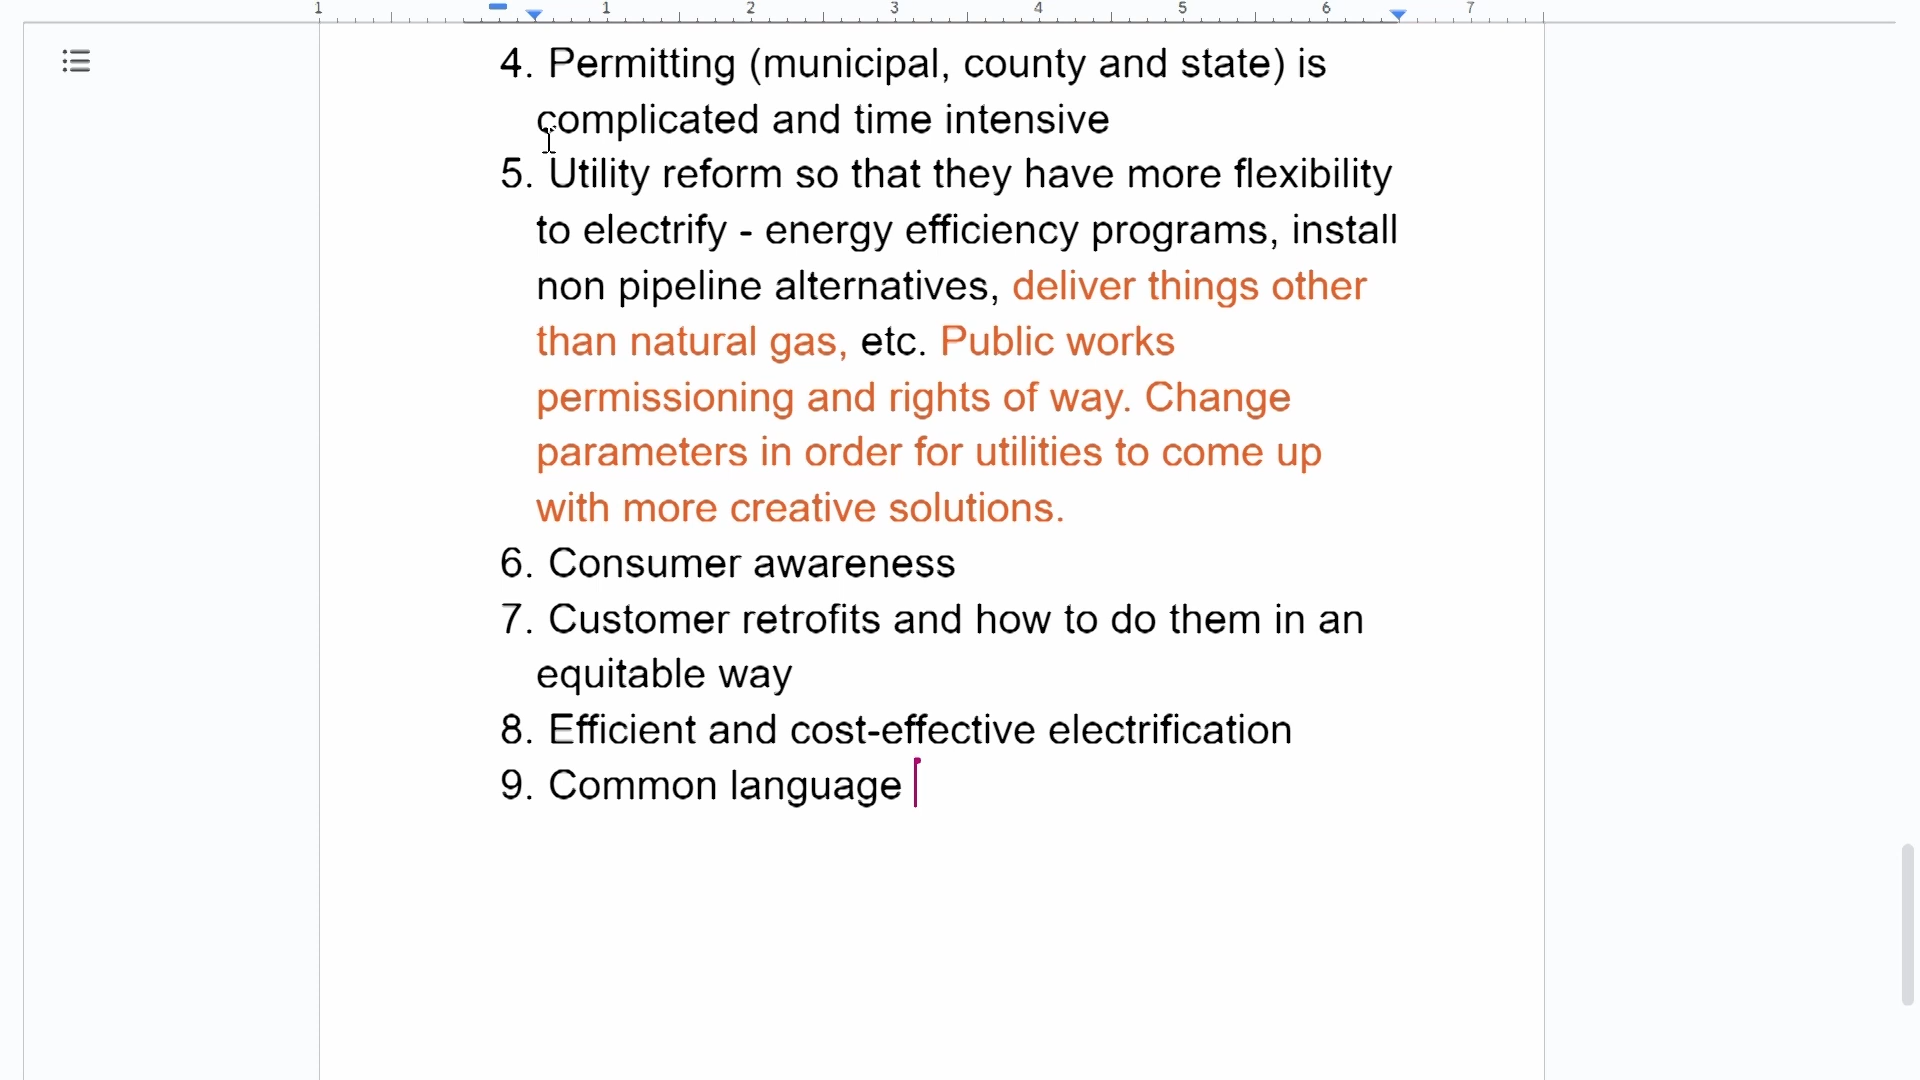 1 1 2 3 4 5 6 7
4. Permitting (municipal, county and state) is
complicated and time intensive
5. Utility reform so that they have more flexibility
to electrify - energy efficiency programs, install
non pipeline alternatives, deliver things other
than natural gas, etc. Public works
permissioning and rights of way. Change
parameters in order for utilities to come up
with more creative solutions.
6. Consumer awareness
7. Customer retrofits and how to do them in an
equitable way
8. Efficient and cost-effective electrification
9. Common language